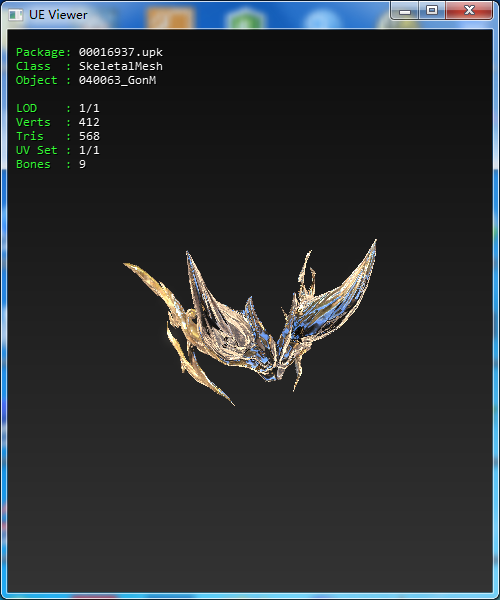 UE Viewer
Package: 00016937.upk
Class : SkeletalMesh
Object : 040063_GonM
LOD : 1/1
Verts : 412
Tris : 568
UV Set : 1/1
Bones : 9